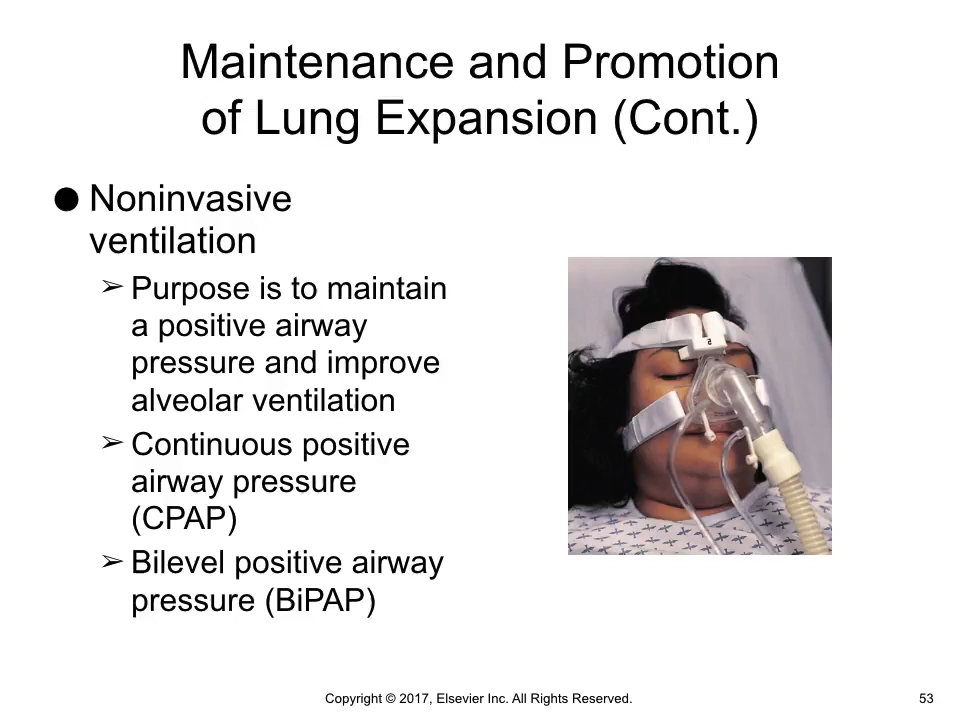 Maintenance and Promotion
of Lung Expansion (Cont.)
● Noninvasive
ventilation
➢ Purpose is to maintain
a positive airway
pressure and improve
alveolar ventilation
➢ Continuous positive
airway pressure
(CPAP)
➢ Bilevel positive airway
pressure (BiPAP)
5
Copyright © 2017, Elsevier Inc. All Rights Reserved.
53